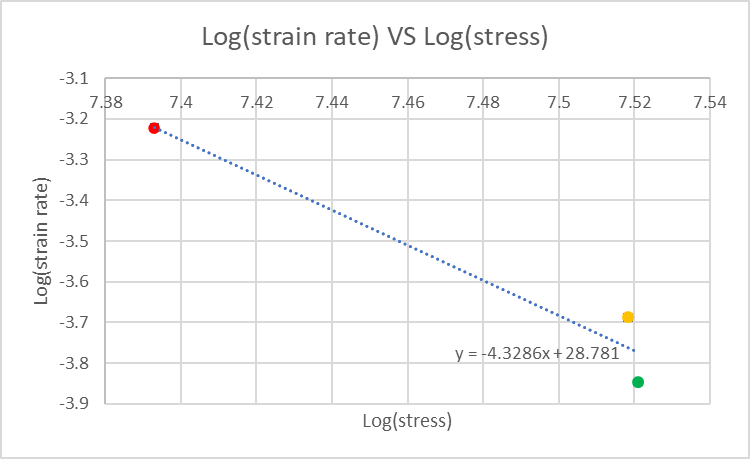 Log(strain rate) VS Log(stress)
-3.1
7.38 7.4 7.42 7.44 7.46 7.48 7.5 7.52 7.54
-3.2
-3.3
-3.4
-3.5
-3.6
-3.7
-3.8
-3.9
Log(strain rate)
y = -4.3286x + 28.781
Log(stress)